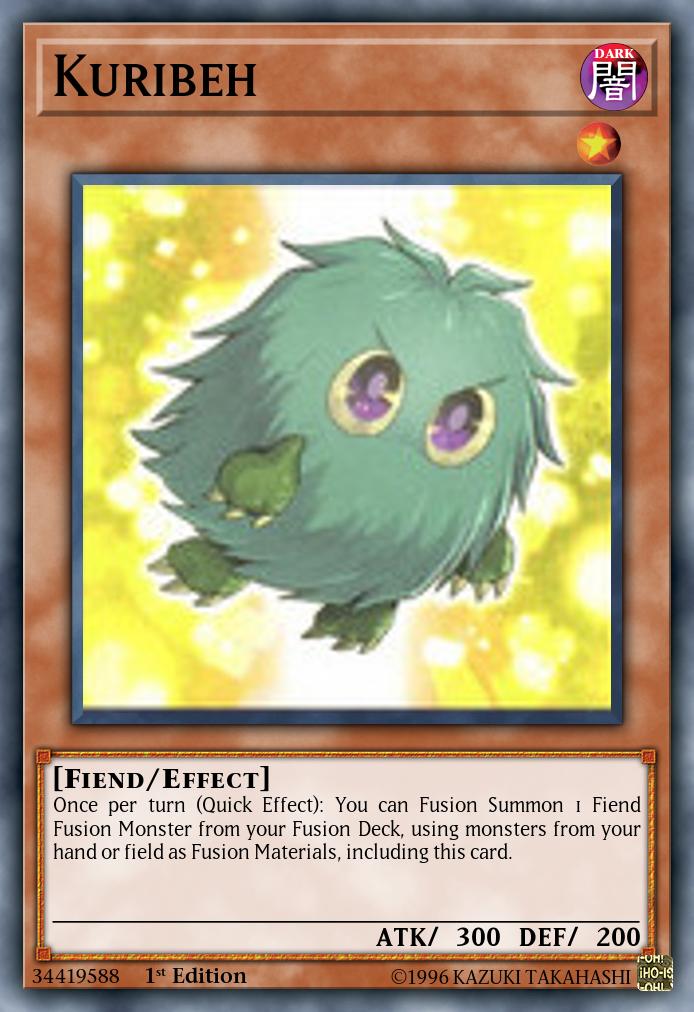 KURIBEH
DARK
闇
[FIEND/EFFECT]
Once per turn (Quick Effect): You can Fusion Summon 1 Fiend
Fusion Monster from your Fusion Deck, using monsters from your
hand or field as Fusion Materials, including this card.
ATK/ 300 DEF/ 200
34419588 1st Edition ©1996 KAZUKI TAKAHASHI